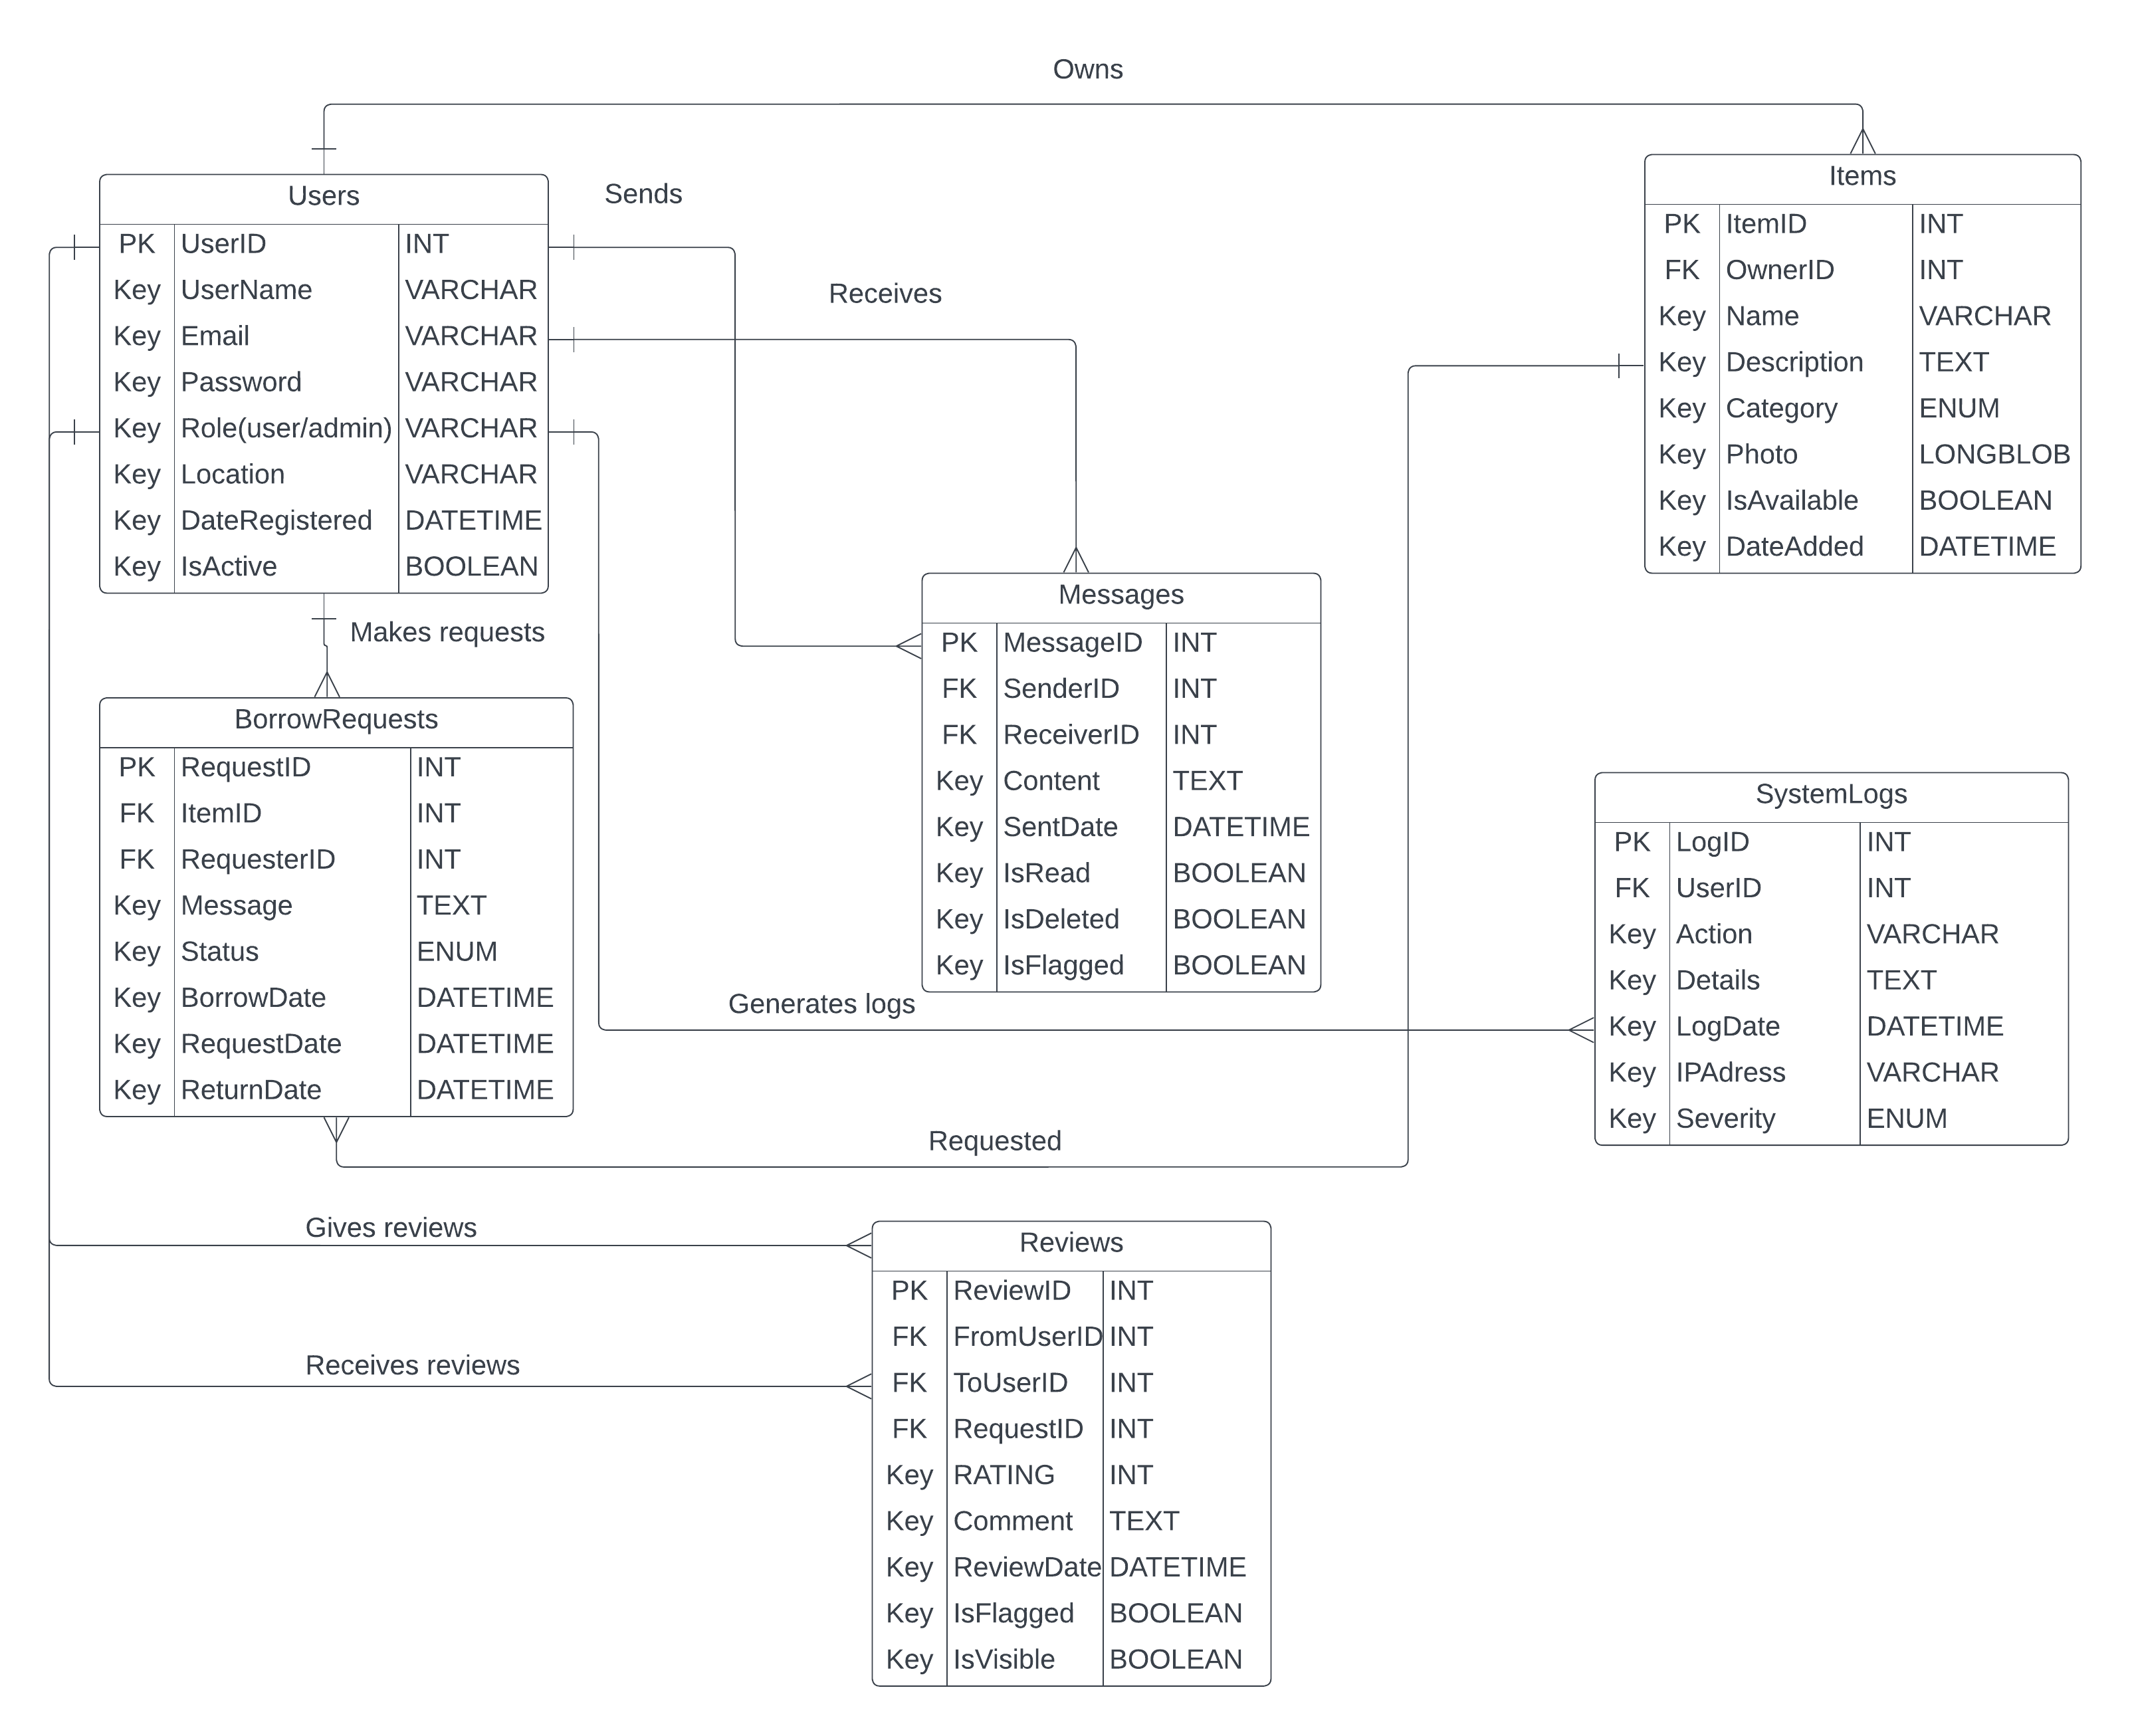 Owns
Users
PK UserID INT
Key UserName VARCHAR
Key Email VARCHAR
Key Password VARCHAR
Key Role(user/admin) VARCHAR
Key Location VARCHAR
Key DateRegistered DATETIME
Key IsActive BOOLEAN
Sends
Receives
Items
PK ItemID INT
FK OwnerID INT
Key Name VARCHAR
Key Description TEXT
Key Category ENUM
Key Photo LONGBLOB
Key IsAvailable BOOLEAN
Key DateAdded DATETIME
Makes requests
BorrowRequests
PK RequestID INT
FK ItemID INT
FK RequesterID INT
Key Message TEXT
Key Status ENUM
Key BorrowDate DATETIME
Key RequestDate DATETIME
Key ReturnDate DATETIME
Messages
PK MessageID INT
FK SenderID INT
FK ReceiverID INT
Key Content TEXT
Key SentDate DATETIME
Key IsRead BOOLEAN
Key IsDeleted BOOLEAN
Key IsFlagged BOOLEAN
SystemLogs
PK LogID INT
FK UserID INT
Key Action VARCHAR
Key Details TEXT
Key LogDate DATETIME
Key IPAdress VARCHAR
Key Severity ENUM
Generates logs
Requested
Gives reviews
Receives reviews
Reviews
PK ReviewID INT
FK FromUserID INT
FK ToUserID INT
FK RequestID INT
Key RATING INT
Key Comment TEXT
Key ReviewDate DATETIME
Key IsFlagged BOOLEAN
Key IsVisible BOOLEAN